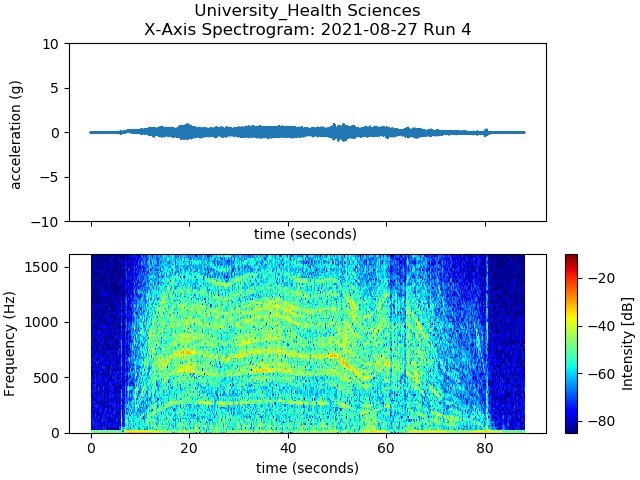 University_Health Sciences
X-Axis Spectrogram: 2021-08-27 Run 4
10
5
0
−5
−10
acceleration (g)
time (seconds)
1500
1000
500
0
Frequency (Hz)
0 20 40 60 80
time (seconds)
−20
−40
−60
−80
Intensity [dB]